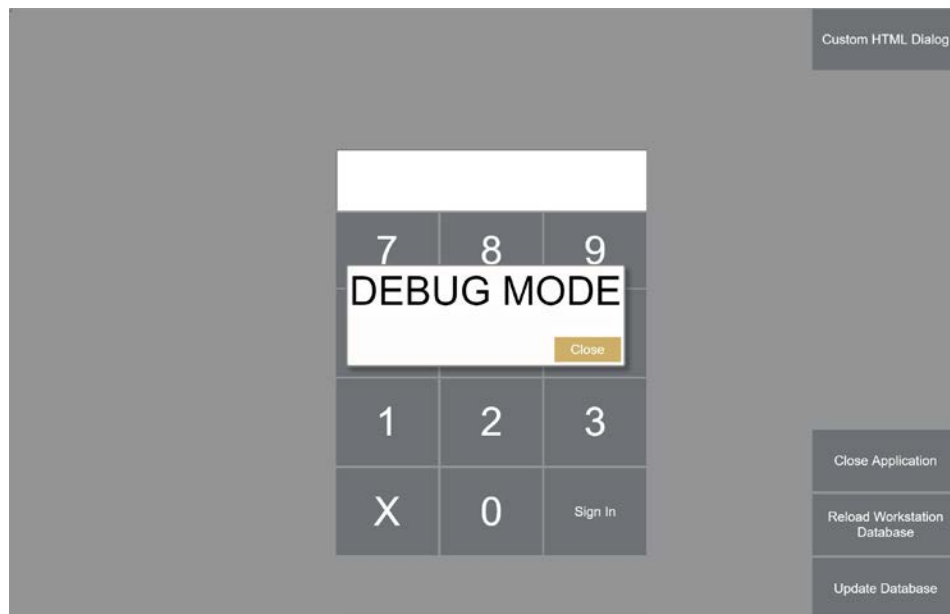 Custom HTML Dialog
7 8 9
DEBUG MODE
Close
1 2 3
X 0 Sign In
Close Application
Reload Workstation
Database
Update Database